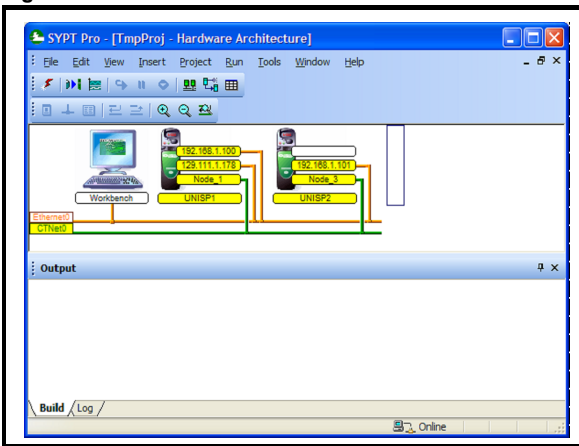 SYPT Pro - [TmpProj - Hardware Architecture]
File Edit View Insert Project Run Tools Window Help
192.168.1.100
129.111.1.178
192.168.1.101
Node_1
Node_3
Workbench
UNISP1
UNISP2
Ethernet0
CTNet0
Output
Build
Log
Online